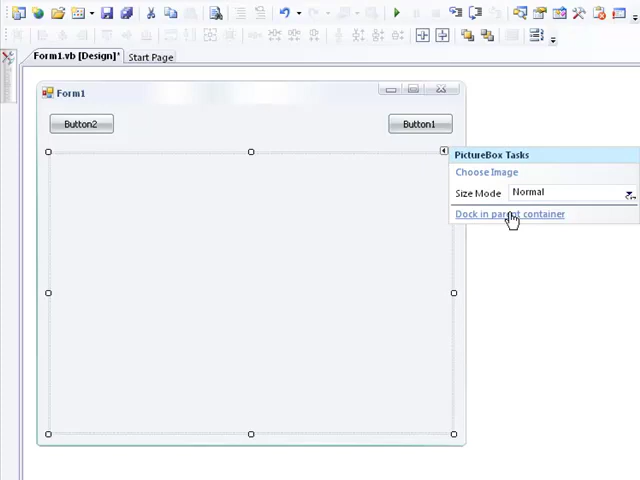 Form1.vb [Design]* Start Page
Form1
Button2 Button1
PictureBox Tasks
Choose Image
Size Mode Normal
Dock in parent container